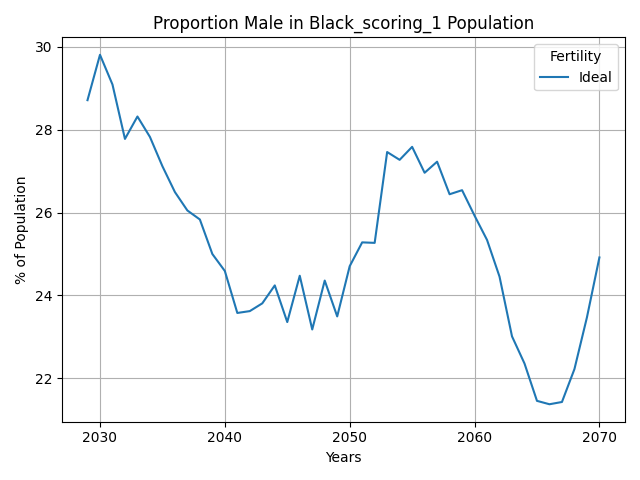 Proportion Male in Black_scoring_1 Population
Fertility
Ideal
30
28
26
24
22
% of Population
2030
2040
2050
2060
2070
Years